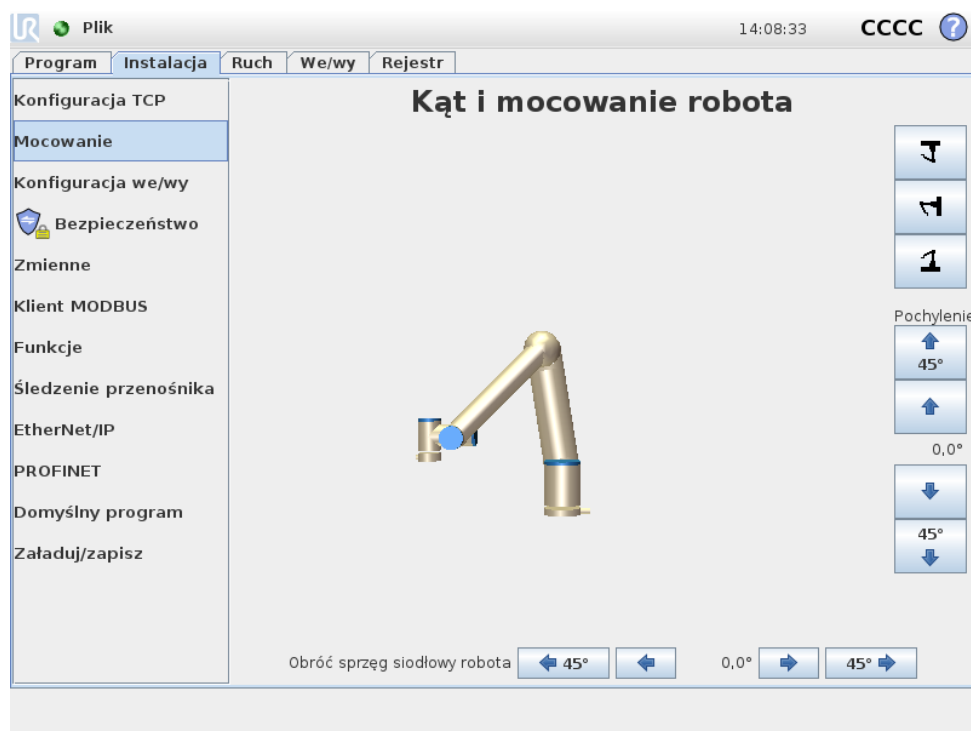 UR Plik 14:08:33 CCCC ?
Program Instalacja Ruch We/wy Rejestr
Konfiguracja TCP
Mocowanie
Konfiguracja we/wy
Bezpieczeństwo
Zmienne
Klient MODBUS
Funkcje
Śledzenie przenośnika
EtherNet/IP
PROFINET
Domyślny program
Załaduj/zapisz
Kąt i mocowanie robota
Pochylenie
45°
0,0°
45°
Obróć sprzęg siodłowy robota 45° 0,0° 45°